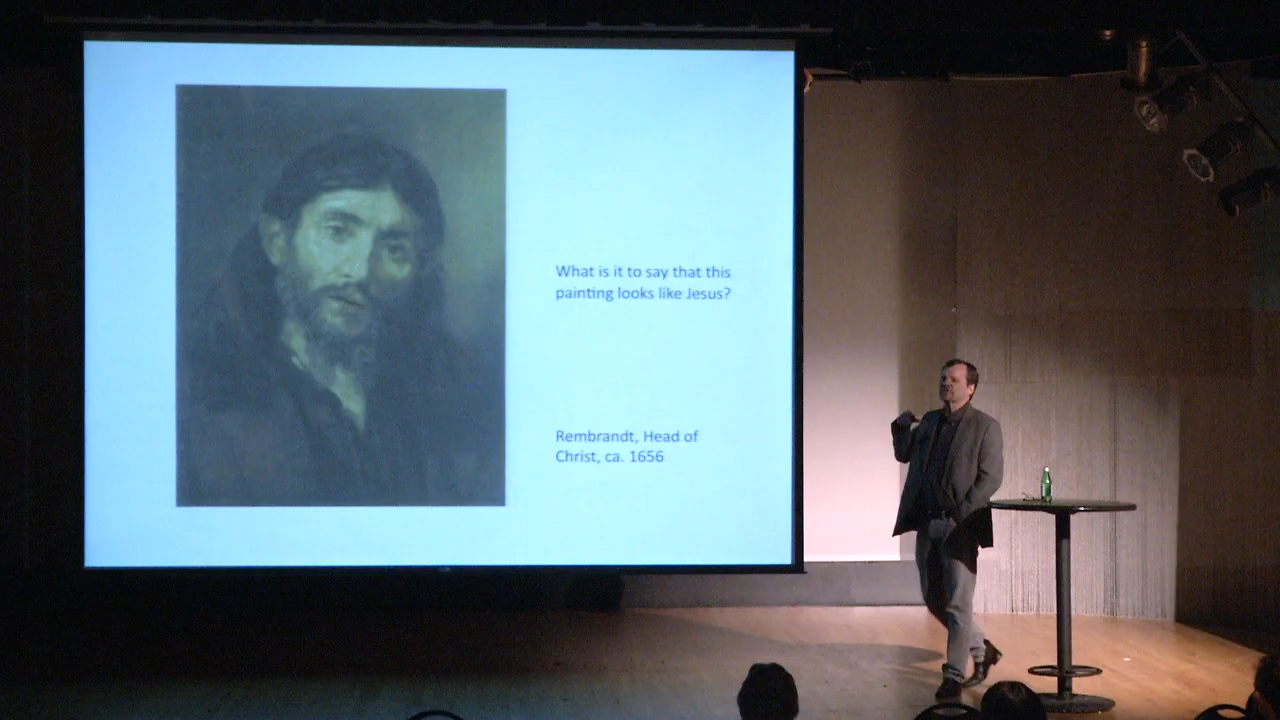 What is it to say that this
painting looks like Jesus?
Rembrandt, Head of
Christ, ca. 1656